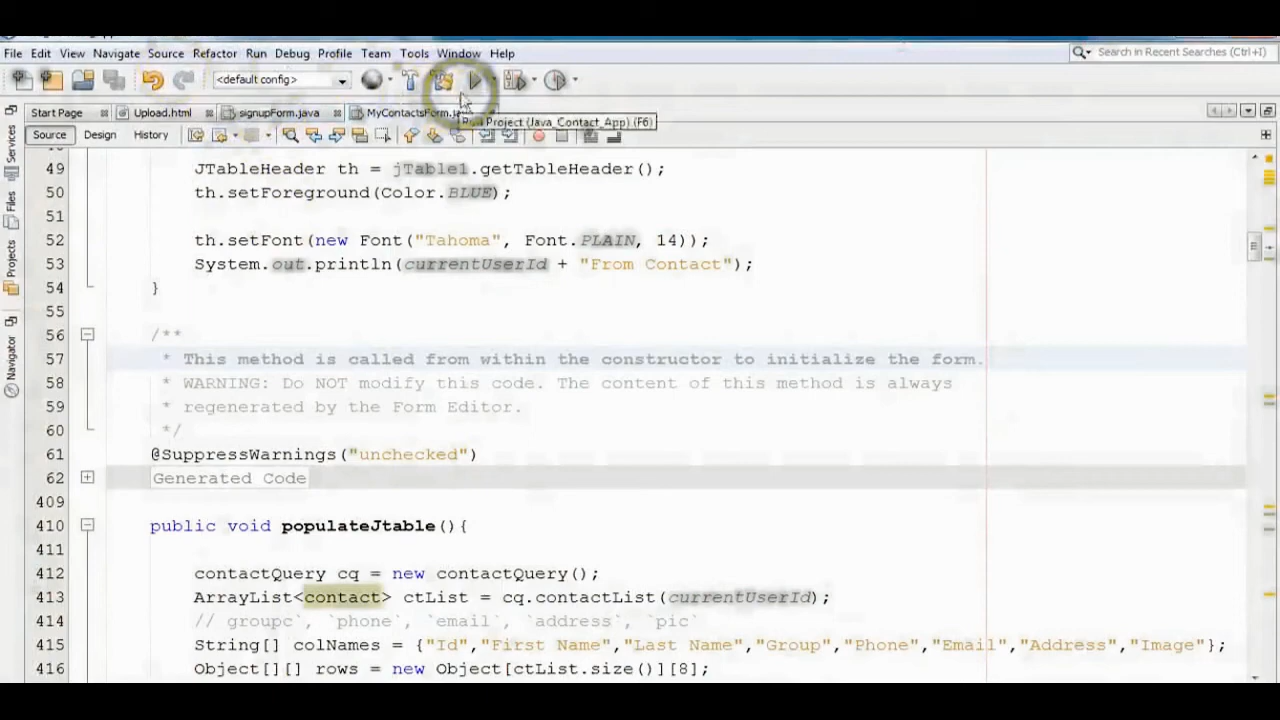 File Edit View Navigate Source Refactor Run Debug Profile Team Tools Window Help
Search in Recent Searches (Ctrl+I)
<default config>
Start Page Upload.html signupForm.java MyContactsForm.
Project (Java_Contact_App) (F6)
Source Design History
Services
Files
Projects
Navigator
49 JTableHeader th = jTable1.getTableHeader();
50 th.setForeground(Color.BLUE);
51
52 th.setFont(new Font("Tahoma", Font.PLAIN, 14));
53 System.out.println(currentUserId + "From Contact");
54 }
55
56 /**
57 * This method is called from within the constructor to initialize the form.
58 * WARNING: Do NOT modify this code. The content of this method is always
59 * regenerated by the Form Editor.
60 */
61 @SuppressWarnings("unchecked")
62 Generated Code
409
410 public void populateJtable(){
411
412 contactQuery cq = new contactQuery();
413 ArrayList<contact> ctList = cq.contactList(currentUserId);
414 // groupc`, `phone`, `email`, `address`, `pic`
415 String[] colNames = {"Id","First Name","Last Name","Group","Phone","Email","Address","Image"};
416 Object[][] rows = new Object[ctList.size()][8];